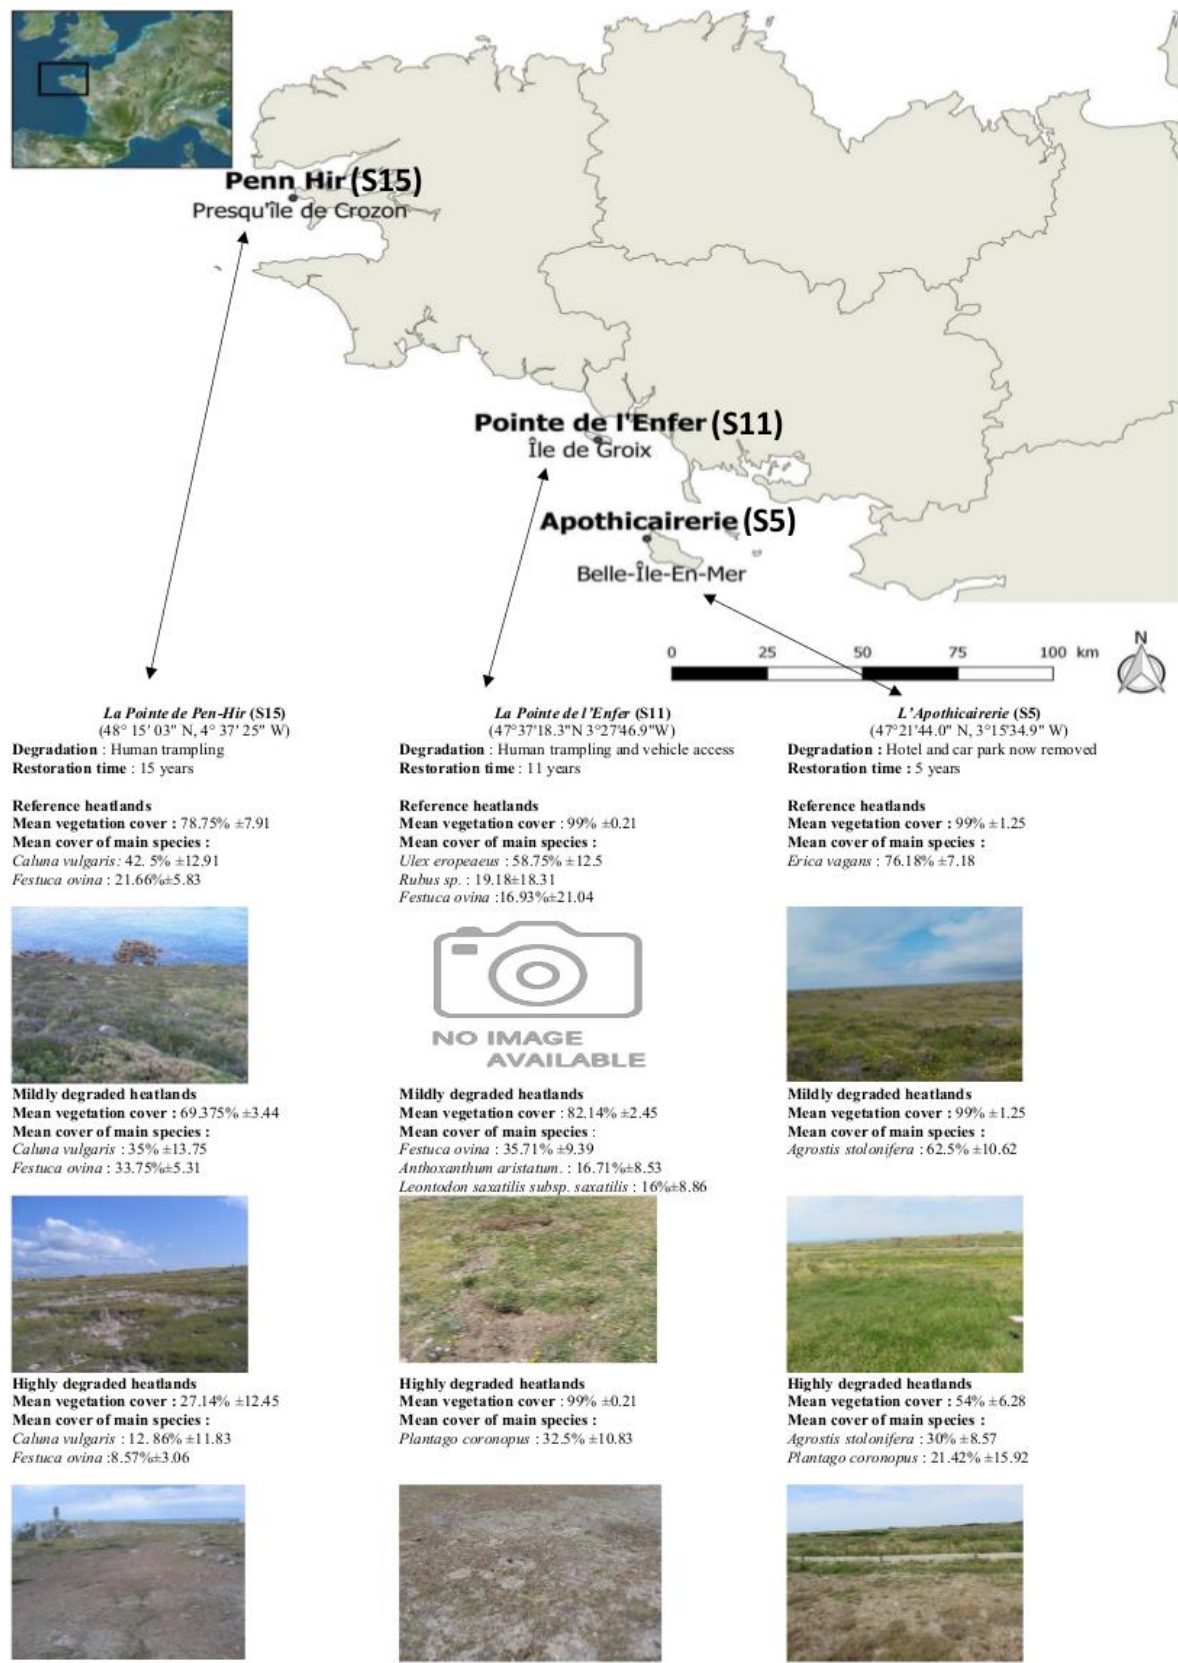 Penn Hir (S15)
Presqu'île de Crozon
Pointe de l'Enfer (S11)
Île de Groix
Apothicairerie (S5)
Belle-Île-En-Mer
0 25 50 75 100 km
N
La Pointe de Pen-Hir (S15)
(48° 15' 03" N, 4° 37' 25" W)
Degradation : Human trampling
Restoration time : 15 years
Reference heatlands
Mean vegetation cover : 78.75% ±7.91
Mean cover of main species :
Caluna vulgaris: 42. 5% ±12.91
Festuca ovina : 21.66%±5.83
Mildly degraded heatlands
Mean vegetation cover : 69.375% ±3.44
Mean cover of main species :
Caluna vulgaris : 35% ±13.75
Festuca ovina : 33.75%±5.31
Highly degraded heatlands
Mean vegetation cover : 27.14% ±12.45
Mean cover of main species :
Caluna vulgaris : 12. 86% ±11.83
Festuca ovina :8.57%±3.06
La Pointe de l'Enfer (S11)
(47°37'18.3"N 3°27'46.9"W)
Degradation : Human trampling and vehicle access
Restoration time : 11 years
Reference heatlands
Mean vegetation cover : 99% ±0.21
Mean cover of main species :
Ulex eropeaeus : 58.75% ±12.5
Rubus sp. : 19.18±18.31
Festuca ovina :16.93%±21.04
NO IMAGE
AVAILABLE
Mildly degraded heatlands
Mean vegetation cover : 82.14% ±2.45
Mean cover of main species :
Festuca ovina : 35.71% ±9.39
Anthoxanthum aristatum. : 16.71%±8.53
Leontodon saxatilis subsp. saxatilis : 16%±8.86
Highly degraded heatlands
Mean vegetation cover : 99% ±0.21
Mean cover of main species :
Plantago coronopus : 32.5% ±10.83
L'Apothicairerie (S5)
(47°21'44.0" N, 3°15'34.9" W)
Degradation : Hotel and car park now removed
Restoration time : 5 years
Reference heatlands
Mean vegetation cover : 99% ±1.25
Mean cover of main species :
Erica vagans : 76.18% ±7.18
Mildly degraded heatlands
Mean vegetation cover : 99% ±1.25
Mean cover of main species :
Agrostis stolonifera : 62.5% ±10.62
Highly degraded heatlands
Mean vegetation cover : 54% ±6.28
Mean cover of main species :
Agrostis stolonifera : 30% ±8.57
Plantago coronopus : 21.42% ±15.92